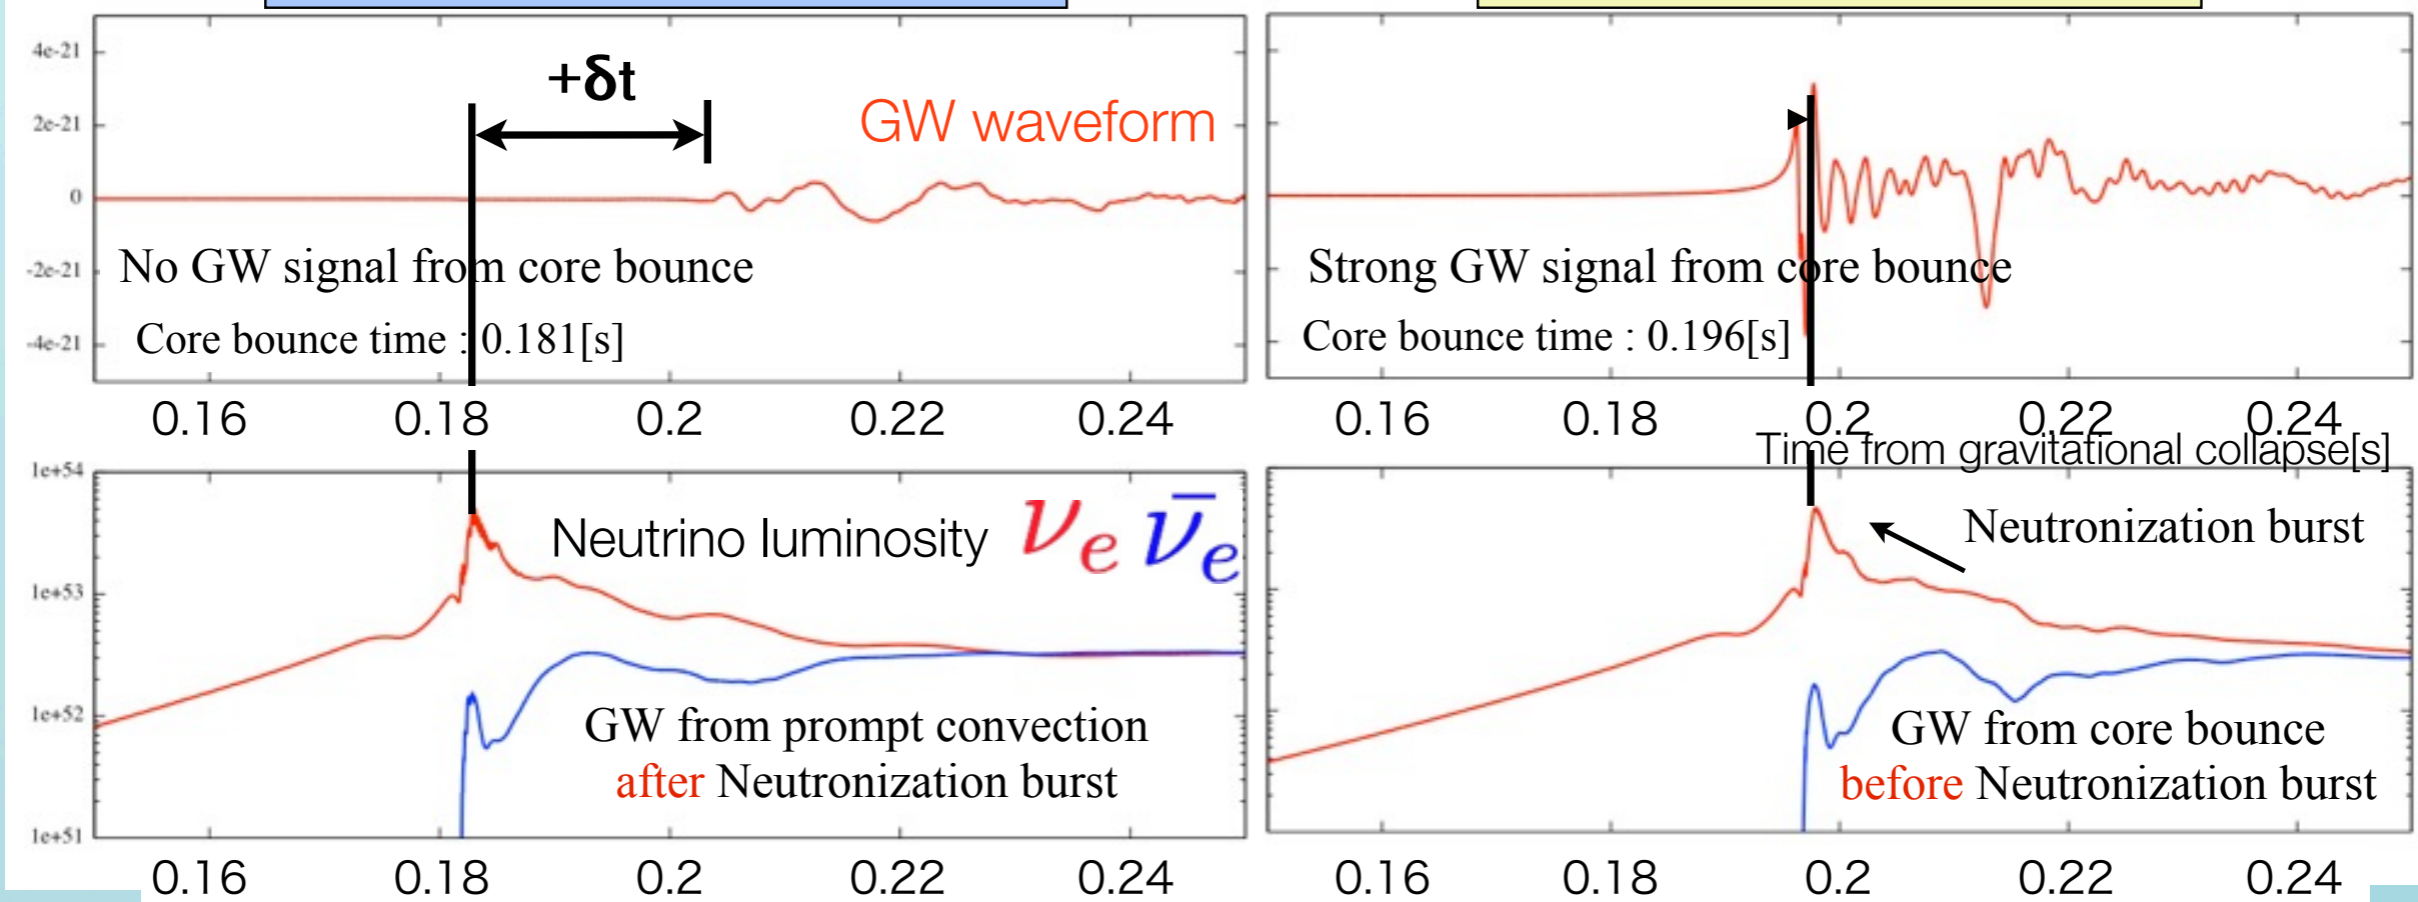 4e-21
2e-21
0
-2e-21
-4e-21
+δt
GW waveform
No GW signal from core bounce
Core bounce time : 0.181[s]
0.16 0.18 0.2 0.22 0.24
Strong GW signal from core bounce
Core bounce time : 0.196[s]
0.16 0.18 0.2 0.22 0.24
Time from gravitational collapse[s]
1e+54
1e+53
1e+52
1e+51
Neutrino luminosity νe ν̄e
GW from prompt convection
after Neutronization burst
0.16 0.18 0.2 0.22 0.24
Neutronization burst
GW from core bounce
before Neutronization burst
0.16 0.18 0.2 0.22 0.24